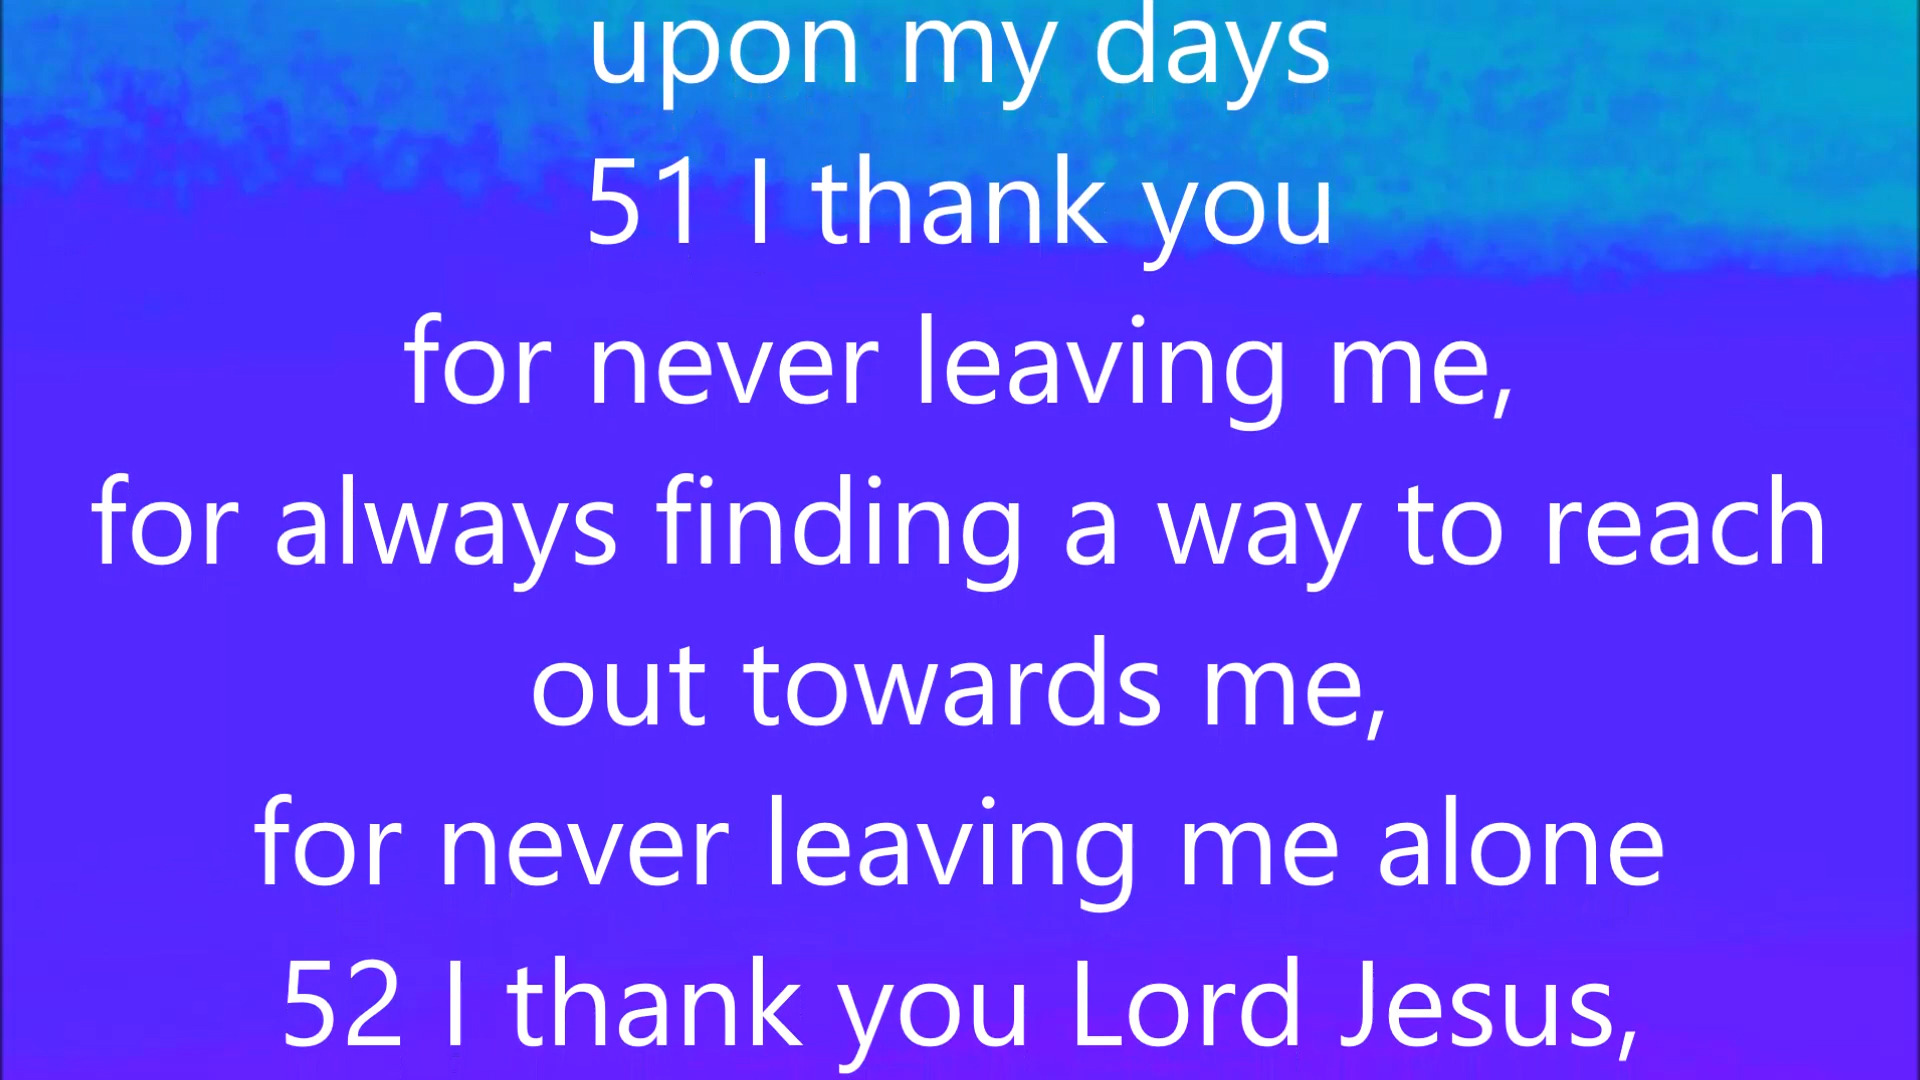 upon my days
51 I thank you
for never leaving me,
for always finding a way to reach
out towards me,
for never leaving me alone
52 I thank you Lord Jesus,